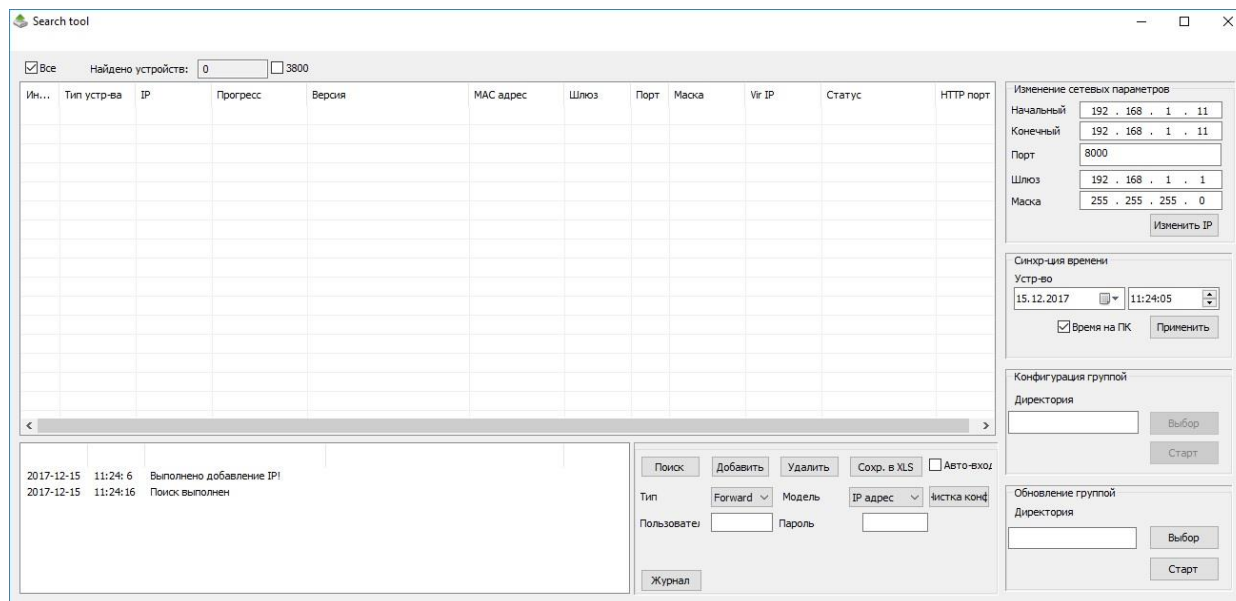 Search tool
Все Найдено устройств: 0 3800
Ин... Тип устр-ва IP Прогресс Версия MAC адрес Шлюз Порт Маска Vir IP Статус HTTP порт
Изменение сетевых параметров
Начальный 192 . 168 . 1 . 11
Конечный 192 . 168 . 1 . 11
Порт 8000
Шлюз 192 . 168 . 1 . 1
Маска 255 . 255 . 255 . 0
Изменить IP
Синхр-ция времени
Устр-во
15.12.2017 11:24:05
Время на ПК Применить
Конфигурация группой
Директория
Выбор
Старт
2017-12-15 11:24: 6 Выполнено добавление IP!
2017-12-15 11:24:16 Поиск выполнен
Поиск Добавить Удалить Сохр. в XLS Авто-вход
Тип Forward Модель IP адрес Чистка конф
Пользовател Пароль
Журнал
Обновление группой
Директория
Выбор
Старт